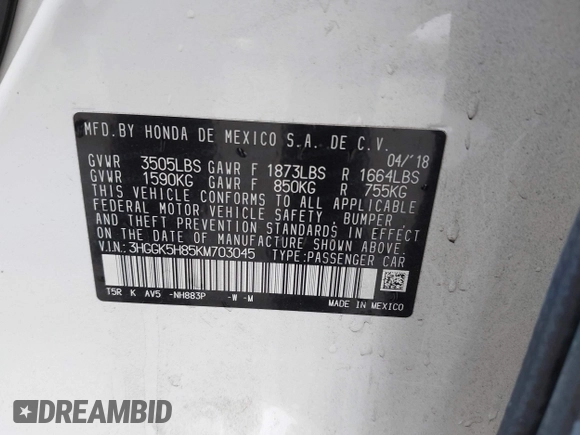 MFD.BY HONDA DE MEXICO S.A. DE C.V.
04/'18
GVWR 3505LBS GAWR F 1873LBS R 1664LBS
GVWR 1590KG GAWR F 850KG R 755KG
THIS VEHICLE CONFORMS TO ALL APPLICABLE
FEDERAL MOTOR VEHICLE SAFETY, BUMPER
AND THEFT PREVENTION STANDARDS IN EFFECT
ON THE DATE OF MANUFACTURE SHOWN ABOVE.
V.I.N.: 3HGGK5H85KM703045 TYPE: PASSENGER CAR
T5R K AV5 -NH883P -W -M
MADE IN MEXICO
DREAMBID